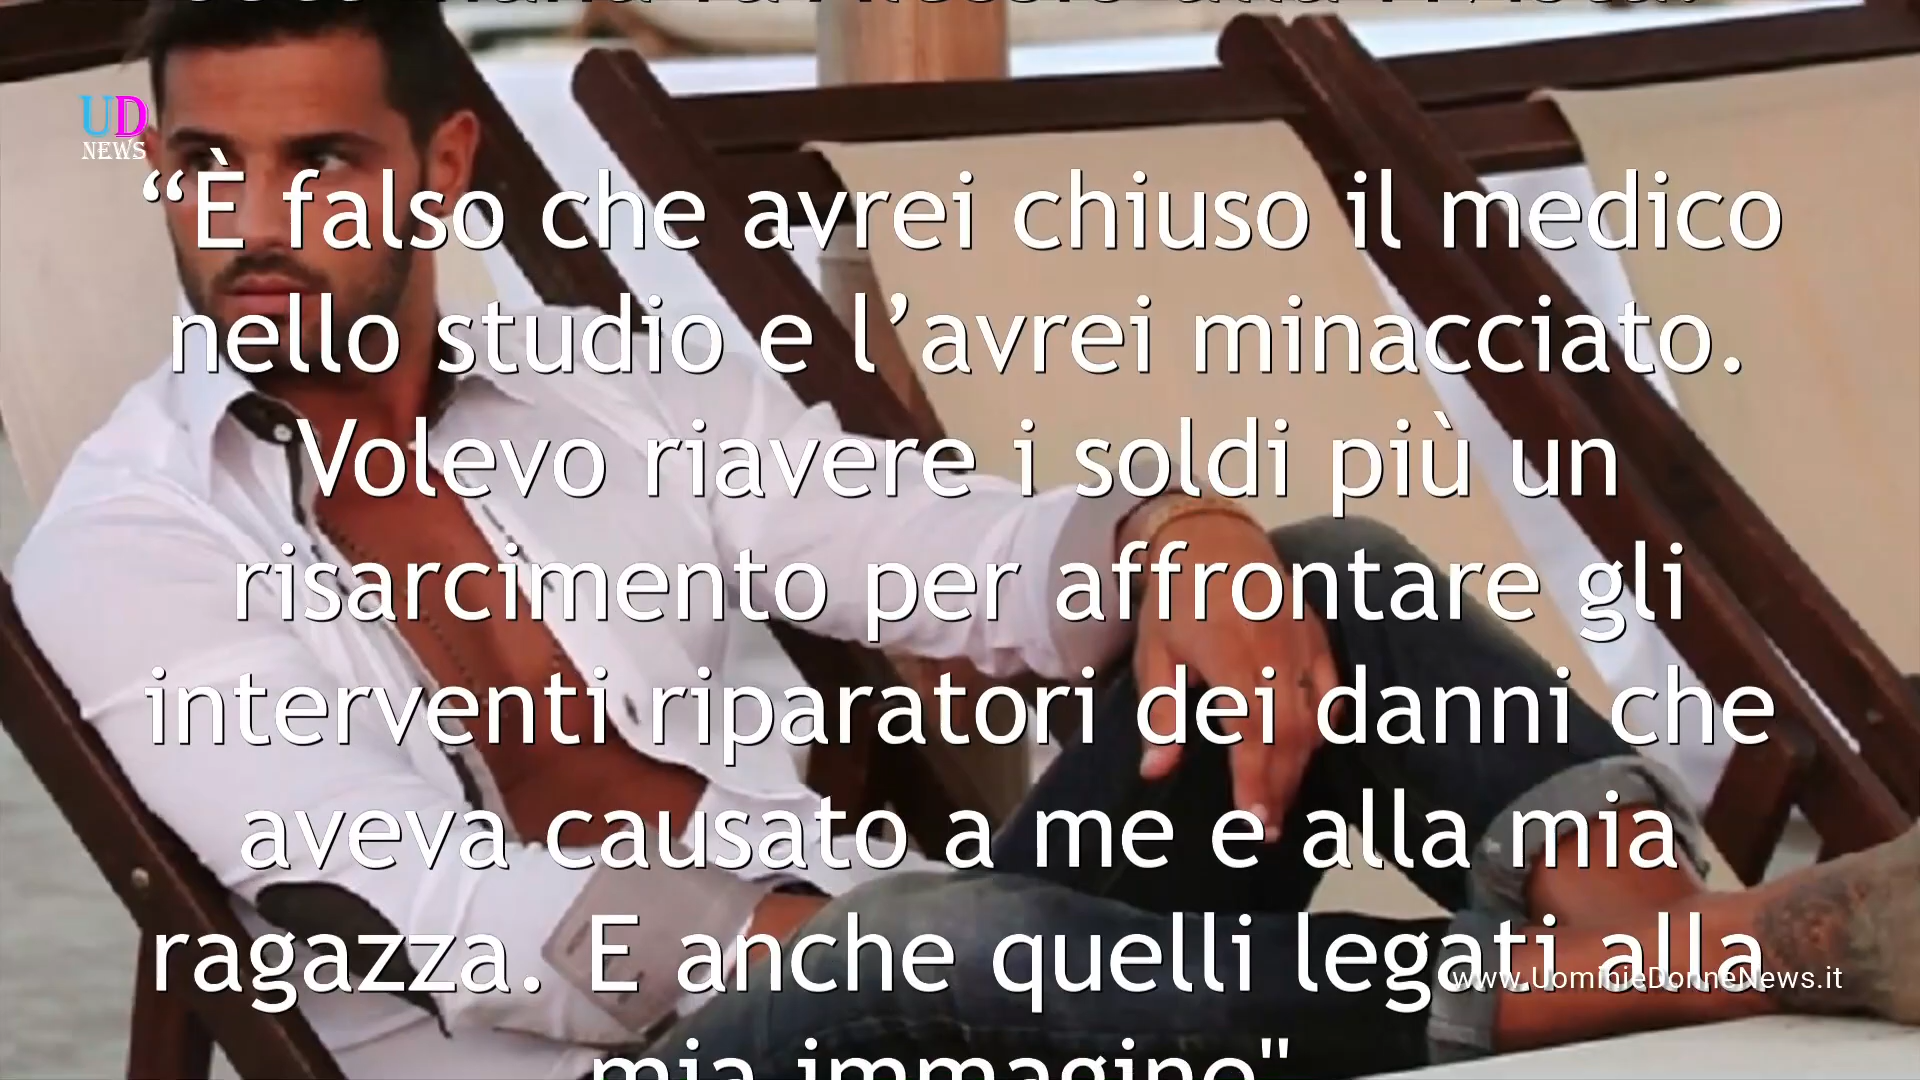 UD
NEWS
“È falso che avrei chiuso il medico
nello studio e l’avrei minacciato.
Volevo riavere i soldi più un
risarcimento per affrontare gli
interventi riparatori dei danni che
aveva causato a me e alla mia
ragazza. E anche quelli legati alla
www.UominieDonneNews.it
mia immagine"